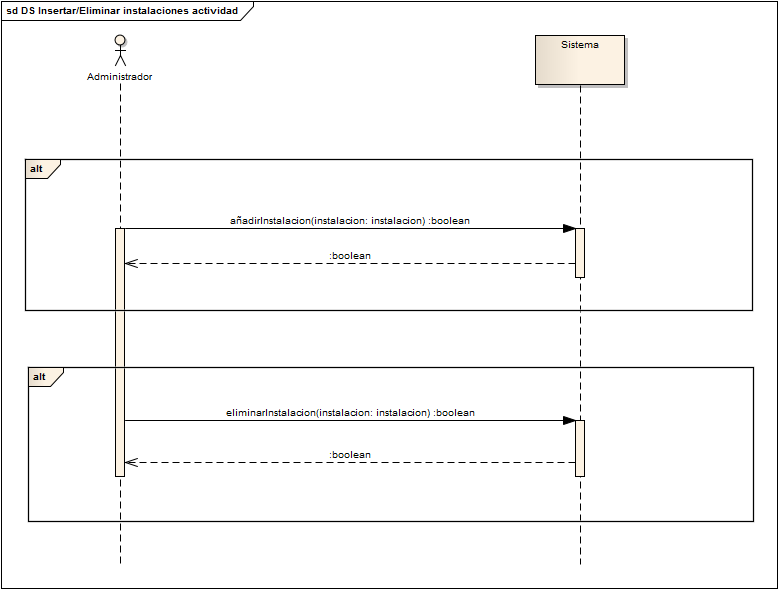 sd DS Insertar/Eliminar instalaciones actividad
Administrador
Sistema
alt
añadirInstalacion(instalacion: instalacion) :boolean
:boolean
alt
eliminarInstalacion(instalacion: instalacion) :boolean
:boolean